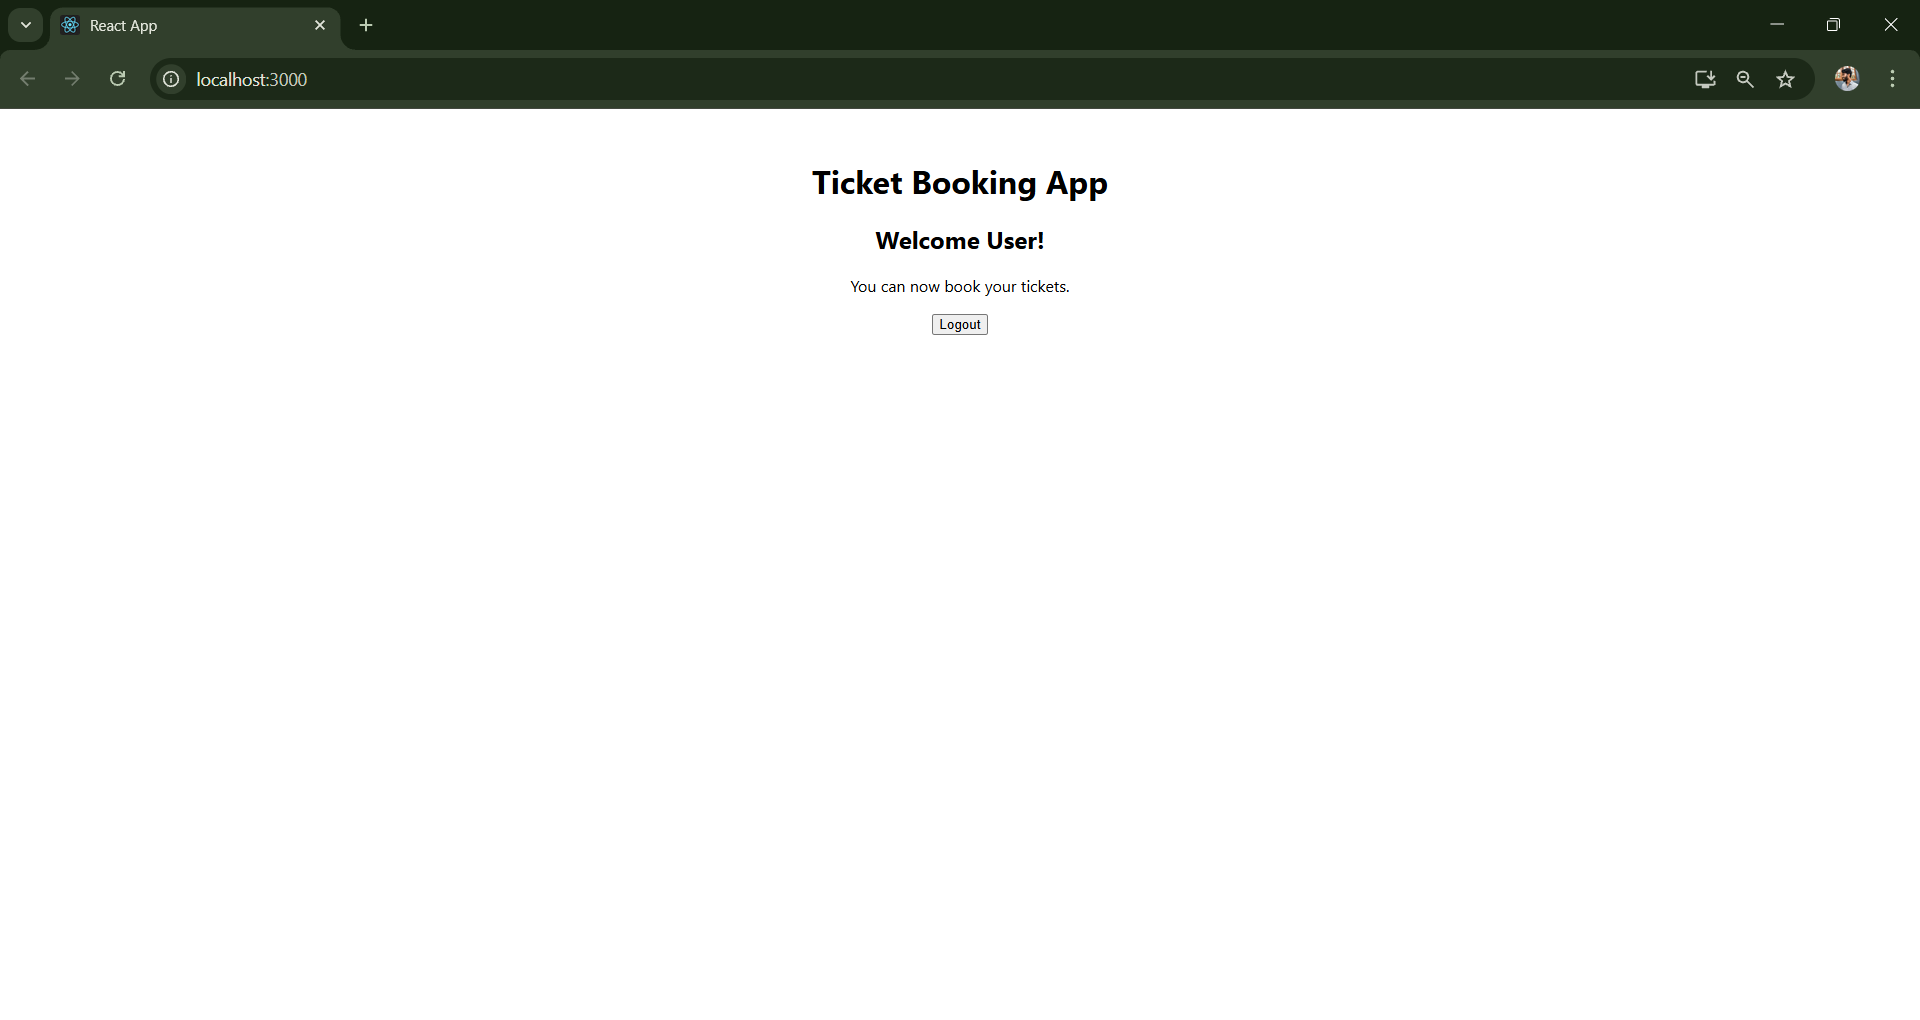 React App
localhost:3000
Ticket Booking App
Welcome User!
You can now book your tickets.
Logout